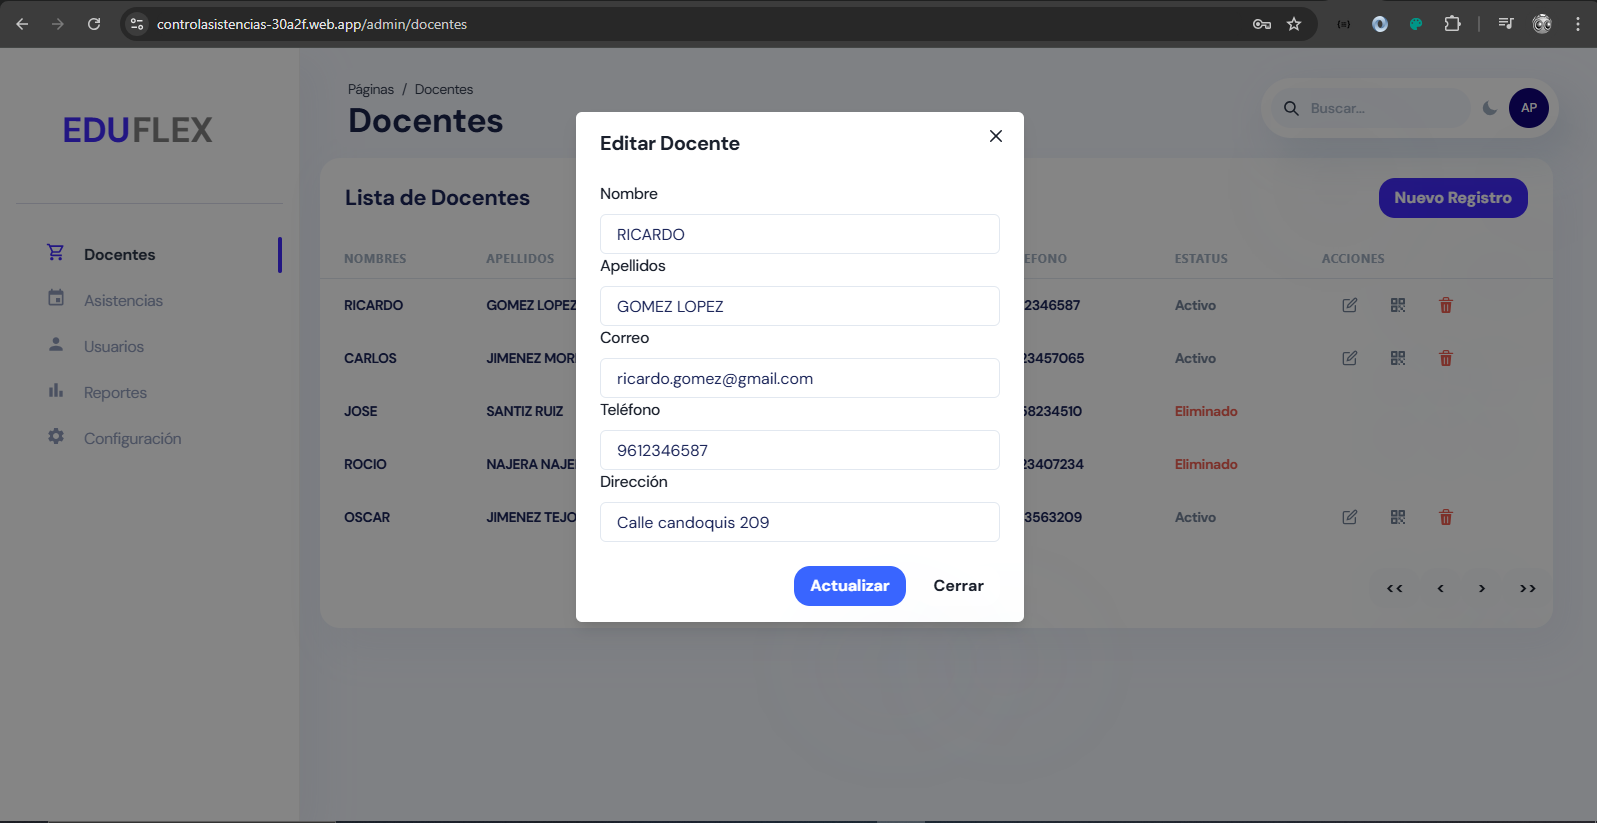 controlasistencias-30a2f.web.app/admin/docentes
EDUFLEX
Docentes
Asistencias
Usuarios
Reportes
Configuración
Páginas / Docentes
Docentes
Buscar...
AP
Lista de Docentes
Nuevo Registro
NOMBRES APELLIDOS EFONO ESTATUS ACCIONES
RICARDO GOMEZ LOPEZ 2346587 Activo
CARLOS JIMENEZ MOR 23457065 Activo
JOSE SANTIZ RUIZ 58234510 Eliminado
ROCIO NAJERA NAJE 23407234 Eliminado
OSCAR JIMENEZ TEJO 3563209 Activo
<< < > >>
Editar Docente
Nombre
RICARDO
Apellidos
GOMEZ LOPEZ
Correo
ricardo.gomez@gmail.com
Teléfono
9612346587
Dirección
Calle candoquis 209
Actualizar Cerrar